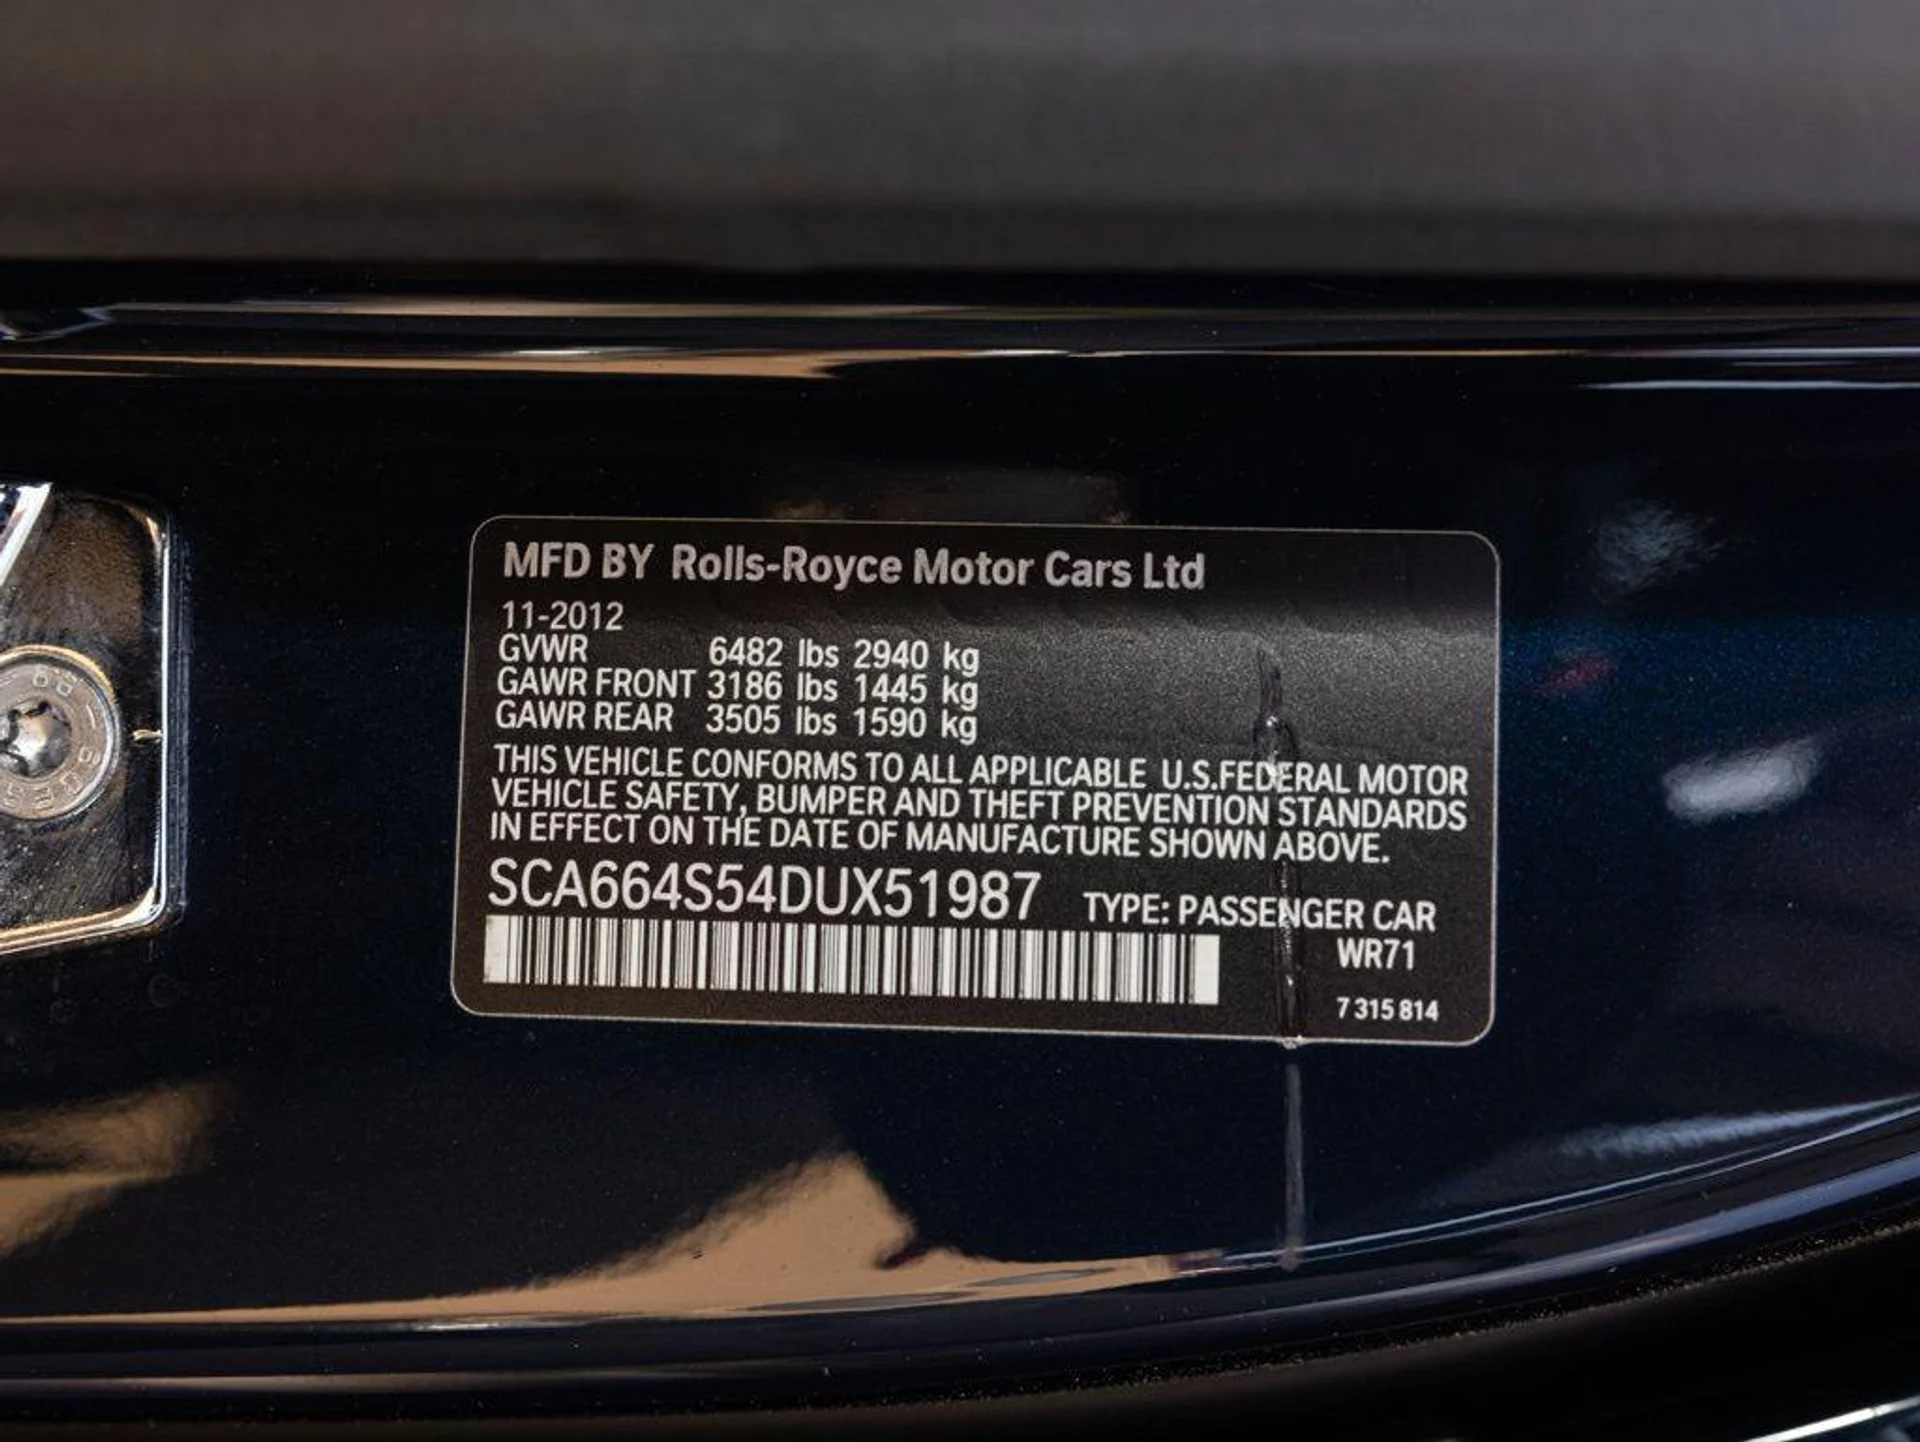 MFD BY Rolls-Royce Motor Cars Ltd
11-2012
GVWR 6482 lbs 2940 kg
GAWR FRONT 3186 lbs 1445 kg
GAWR REAR 3505 lbs 1590 kg
THIS VEHICLE CONFORMS TO ALL APPLICABLE U.S.FEDERAL MOTOR
VEHICLE SAFETY, BUMPER AND THEFT PREVENTION STANDARDS
IN EFFECT ON THE DATE OF MANUFACTURE SHOWN ABOVE.
SCA664S54DUX51987 TYPE: PASSENGER CAR
WR71
7 315 814